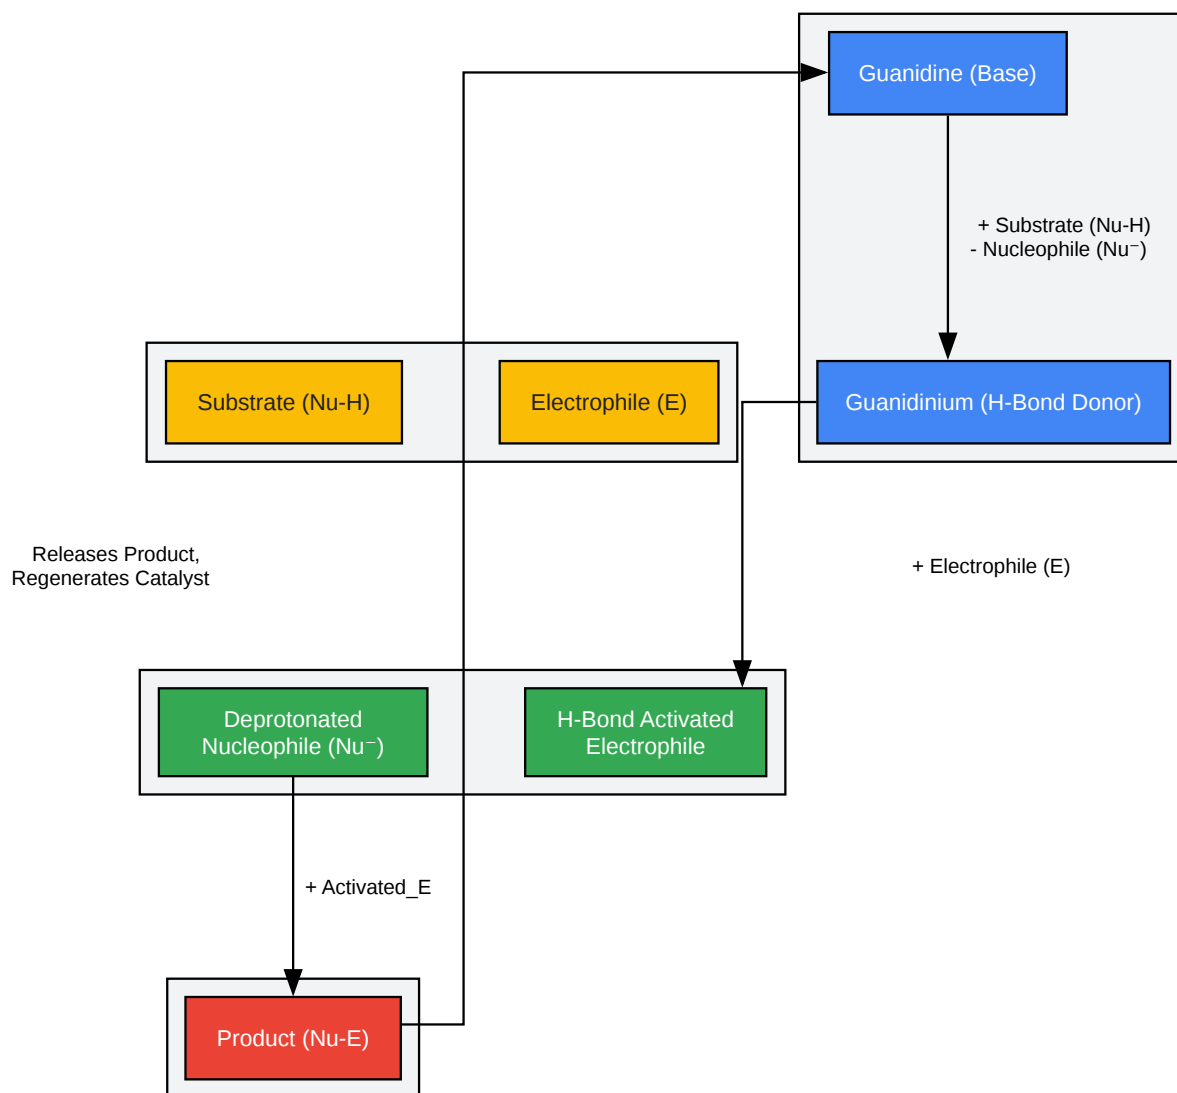 Guanidine (Base)
+ Substrate (Nu-H)
- Nucleophile (Nu⁻)
Substrate (Nu-H)
Electrophile (E)
Guanidinium (H-Bond Donor)
Releases Product,
Regenerates Catalyst
+ Electrophile (E)
Deprotonated
Nucleophile (Nu⁻)
H-Bond Activated
Electrophile
+ Activated_E
Product (Nu-E)